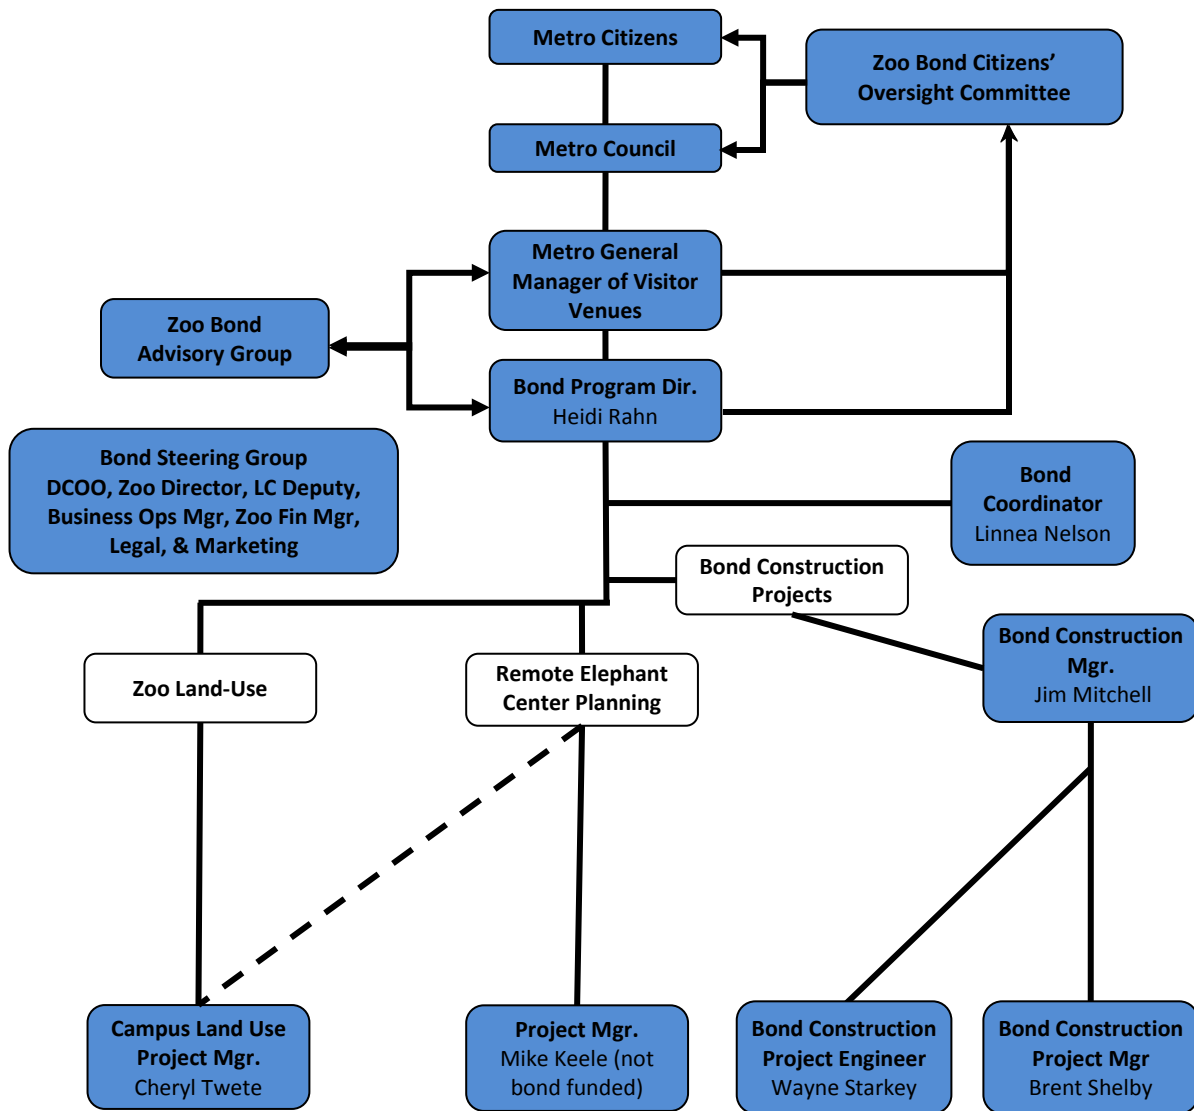 Metro Citizens
Zoo Bond Citizens’
Oversight Committee
Metro Council
Metro General
Manager of Visitor
Venues
Zoo Bond
Advisory Group
Bond Program Dir.
Heidi Rahn
Bond Steering Group
DCOO, Zoo Director, LC Deputy,
Business Ops Mgr, Zoo Fin Mgr,
Legal, & Marketing
Bond
Coordinator
Linnea Nelson
Bond Construction
Projects
Bond Construction
Mgr.
Jim Mitchell
Zoo Land-Use
Remote Elephant
Center Planning
Campus Land Use
Project Mgr.
Cheryl Twete
Project Mgr.
Mike Keele (not
bond funded)
Bond Construction
Project Engineer
Wayne Starkey
Bond Construction
Project Mgr
Brent Shelby